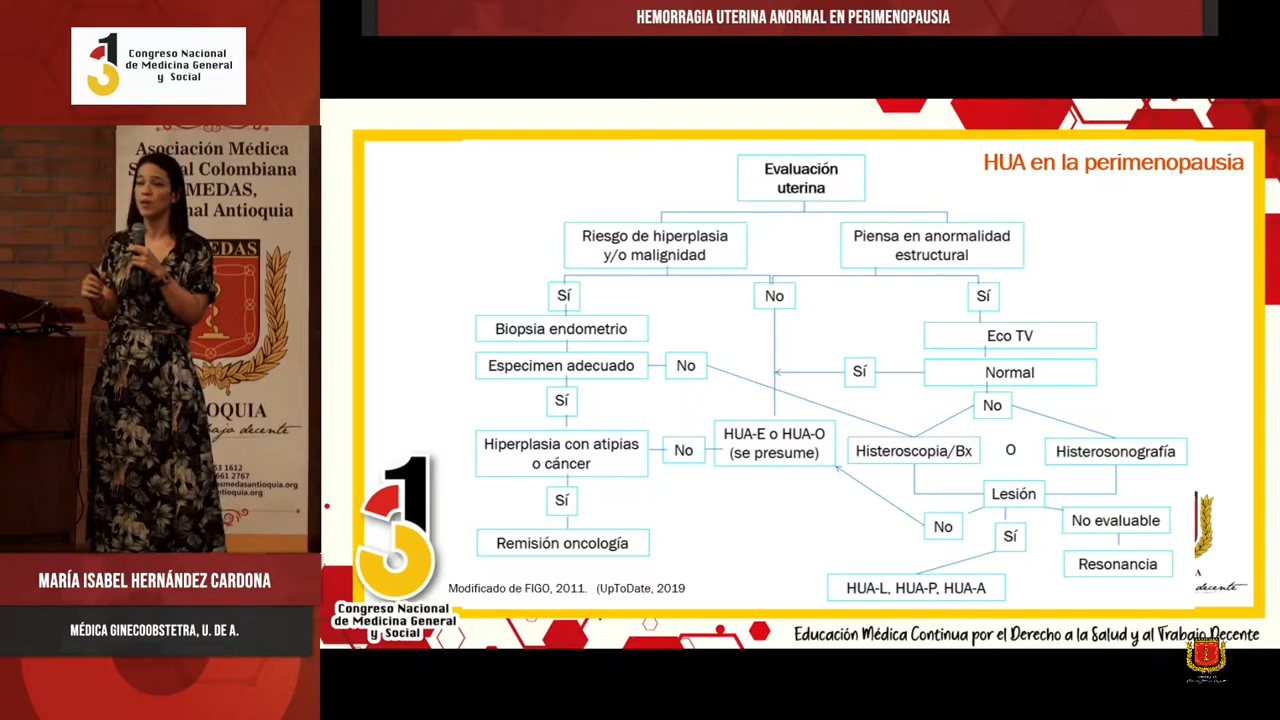 HEMORRAGIA UTERINA ANORMAL EN PERIMENOPAUSIA
31
Congreso Nacional
de Medicina General
y Social
Asociación Médica
Colombiana
MEDAS,
Antioquia
decente
MARÍA ISABEL HERNÁNDEZ CARDONA
MÉDICA GINECOOBSTETRA, U. DE A.
HUA en la perimenopausia
Evaluación
uterina
Riesgo de hiperplasia
y/o malignidad
Piensa en anormalidad
estructural
Sí
No
Sí
Biopsia endometrio
Eco TV
Especimen adecuado
No
Sí
Normal
Sí
No
Hiperplasia con atipias
o cáncer
No
HUA-E o HUA-O
(se presume)
Histeroscopia/Bx
O
Histerosonografía
Sí
Lesión
No
Sí
No evaluable
Remisión oncología
Resonancia
HUA-L, HUA-P, HUA-A
Modificado de FIGO, 2011. (UpToDate, 2019
31
Congreso Nacional
de Medicina General
y Social
Educación Médica Continua por el Derecho a la Salud y al Trabajo Decente